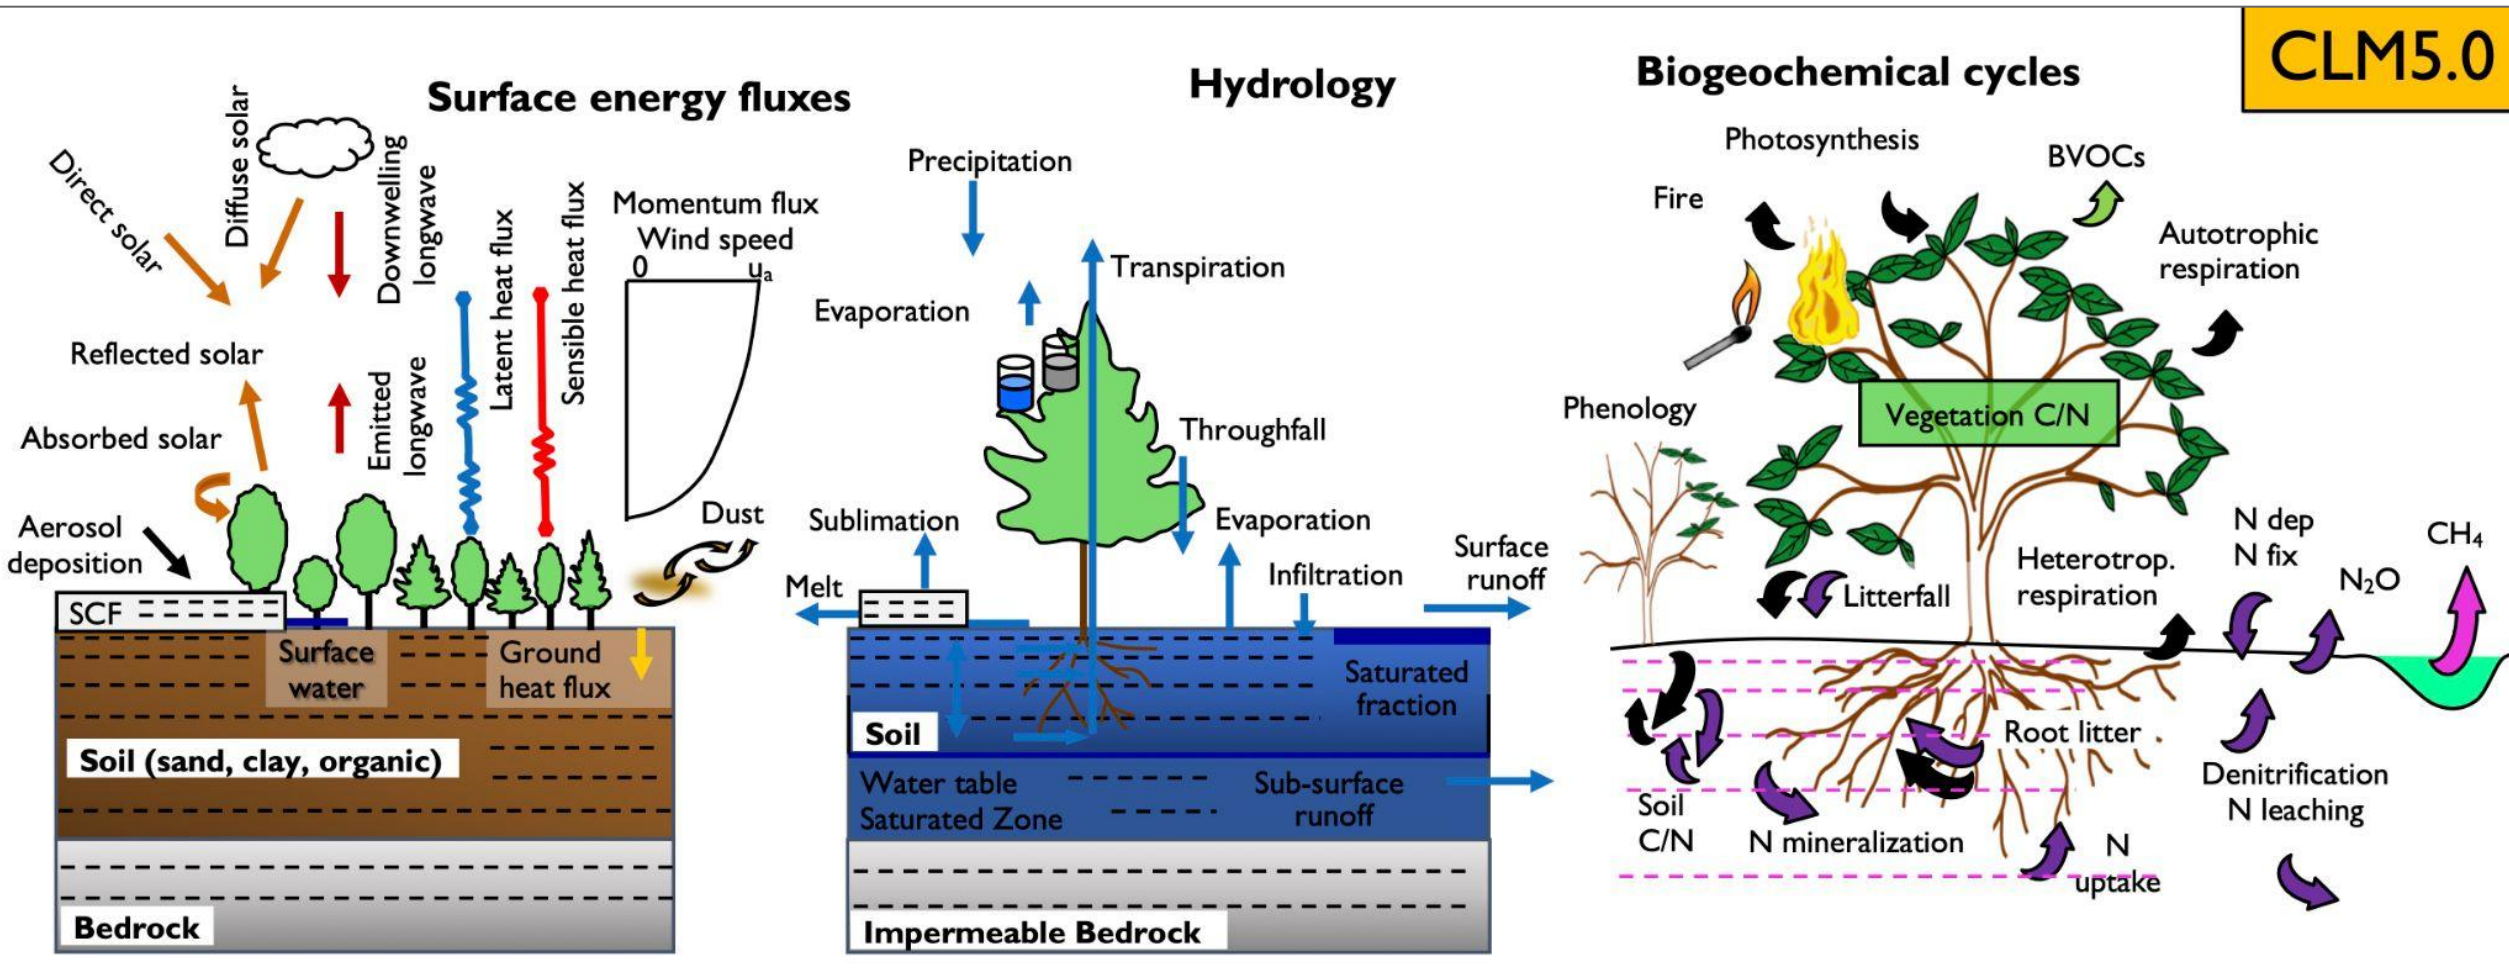 CLM5.0
Surface energy fluxes
Direct solar
Diffuse solar
Downwelling
longwave
Latent heat flux
Sensible heat flux
Momentum flux
Wind speed
0
uₐ
Reflected solar
Absorbed solar
Emitted
longwave
Aerosol
deposition
Dust
SCF
Surface
water
Ground
heat flux
Soil (sand, clay, organic)
Bedrock
Hydrology
Precipitation
Transpiration
Evaporation
Throughfall
Sublimation
Evaporation
Melt
Infiltration
Surface
runoff
Saturated
fraction
Soil
Water table
Saturated Zone
Sub-surface
runoff
Impermeable Bedrock
Biogeochemical cycles
Photosynthesis
BVOCs
Fire
Autotrophic
respiration
Phenology
Vegetation C/N
N dep
N fix
CH₄
Heterotrop.
respiration
N₂O
Litterfall
Root litter
Soil
C/N
N mineralization
N
uptake
Denitrification
N leaching